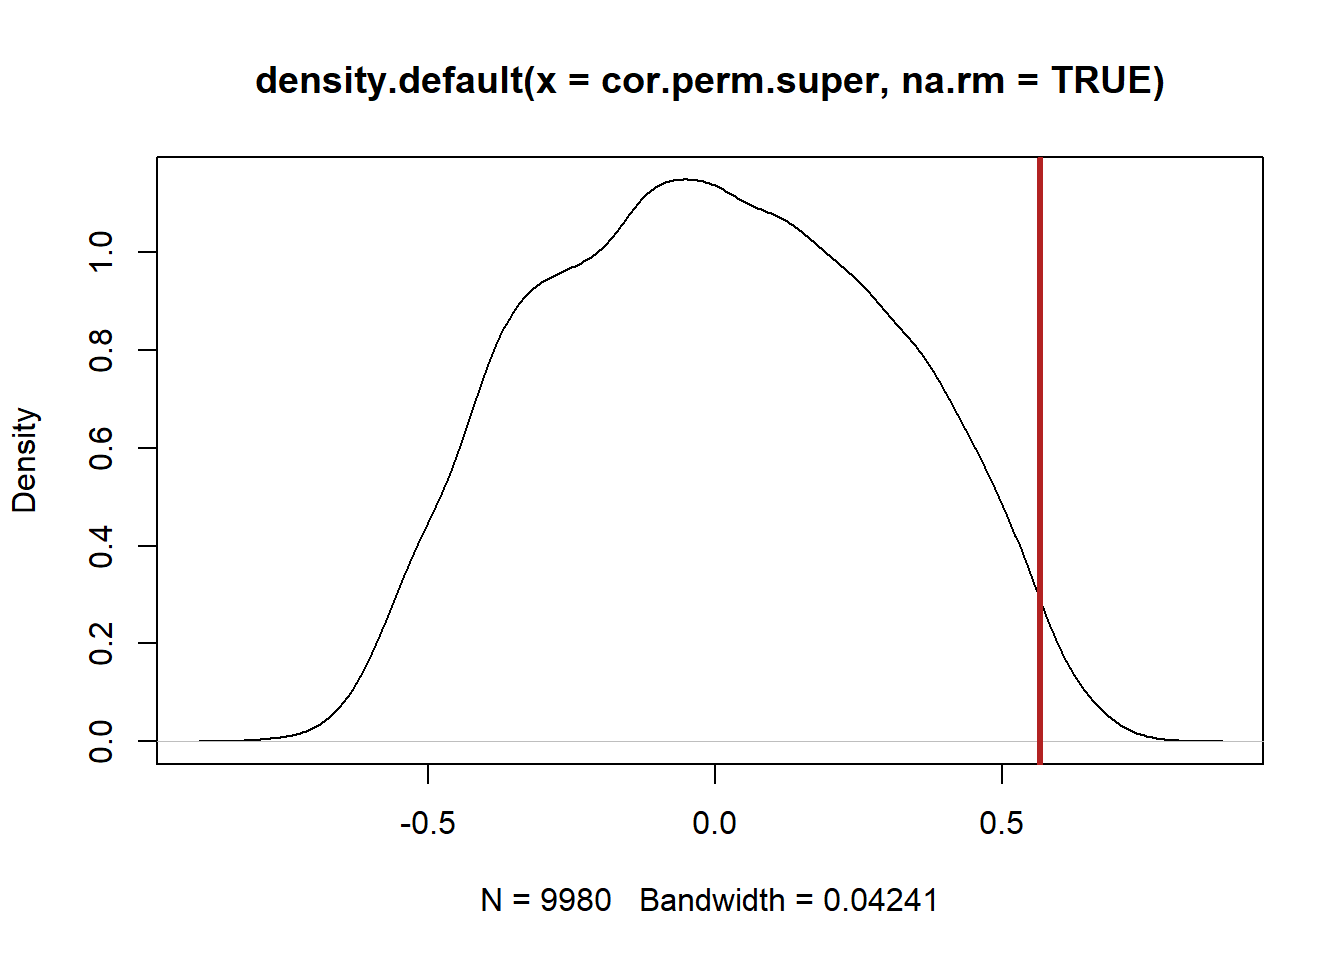 density.default(x = cor.perm.super, na.rm = TRUE)
Density
1.0
0.8
0.6
0.4
0.2
0.0
-0.5 0.0 0.5
N = 9980 Bandwidth = 0.04241